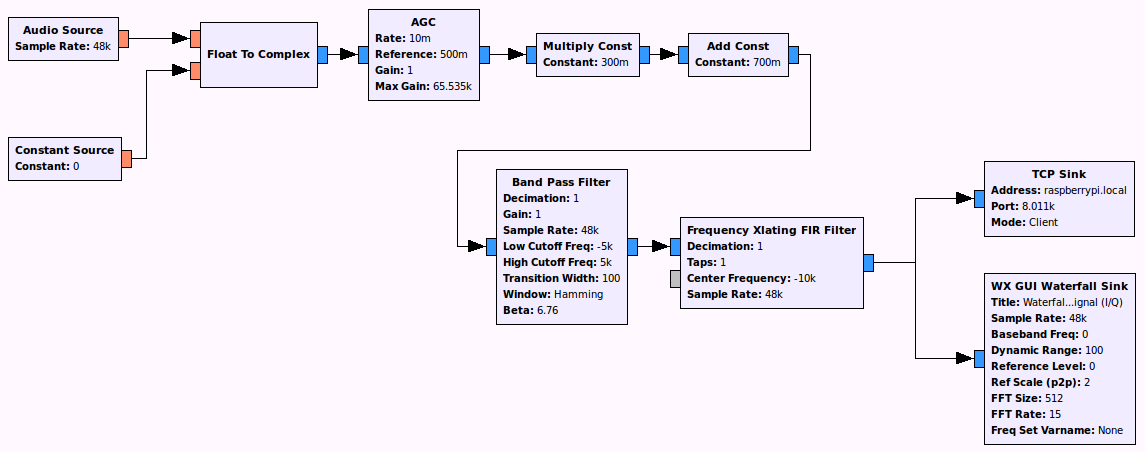 Audio Source
Sample Rate: 48k
Constant Source
Constant: 0
Float To Complex
AGC
Rate: 10m
Reference: 500m
Gain: 1
Max Gain: 65.535k
Multiply Const
Constant: 300m
Add Const
Constant: 700m
Band Pass Filter
Decimation: 1
Gain: 1
Sample Rate: 48k
Low Cutoff Freq: -5k
High Cutoff Freq: 5k
Transition Width: 100
Window: Hamming
Beta: 6.76
Frequency Xlating FIR Filter
Decimation: 1
Taps: 1
Center Frequency: -10k
Sample Rate: 48k
TCP Sink
Address: raspberrypi.local
Port: 8.011k
Mode: Client
WX GUI Waterfall Sink
Title: Waterfal...ignal (I/Q)
Sample Rate: 48k
Baseband Freq: 0
Dynamic Range: 100
Reference Level: 0
Ref Scale (p2p): 2
FFT Size: 512
FFT Rate: 15
Freq Set Varname: None